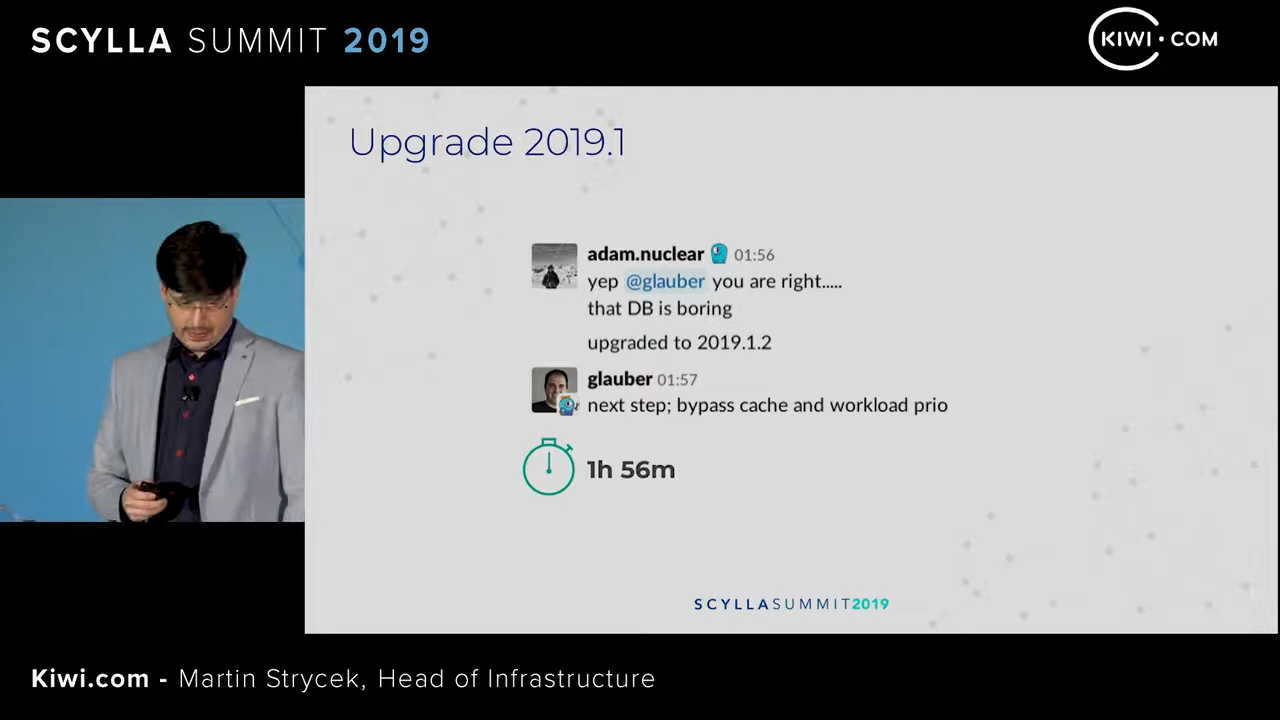 SCYLLA SUMMIT 2019
KIWI.COM
Upgrade 2019.1
adam.nuclear 01:56
yep @glauber you are right.....
that DB is boring
upgraded to 2019.1.2
glauber 01:57
next step; bypass cache and workload prio
1h 56m
SCYLLASUMMIT2019
Kiwi.com - Martin Strycek, Head of Infrastructure